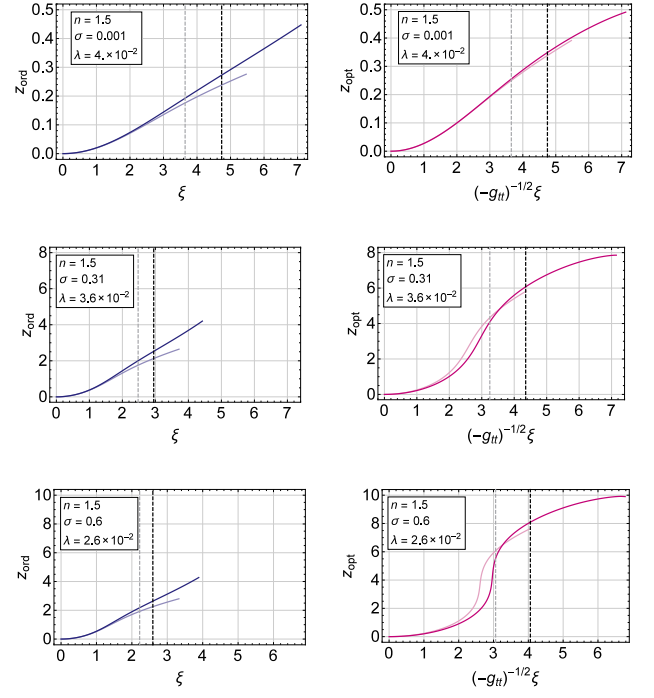 0.5
0.4
0.3
0.2
0.1
0.0
z_ord
n = 1.5
σ = 0.001
λ = 4.×10⁻²
0 1 2 3 4 5 6 7
ξ
0.5
0.4
0.3
0.2
0.1
0.0
z_opt
n = 1.5
σ = 0.001
λ = 4.×10⁻²
0 1 2 3 4 5 6 7
(-g_tt)^-1/2 ξ
8
6
4
2
0
z_ord
n = 1.5
σ = 0.31
λ = 3.6×10⁻²
0 1 2 3 4 5 6 7
ξ
8
6
4
2
0
z_opt
n = 1.5
σ = 0.31
λ = 3.6×10⁻²
0 1 2 3 4 5 6 7
(-g_tt)^-1/2 ξ
10
8
6
4
2
0
z_ord
n = 1.5
σ = 0.6
λ = 2.6×10⁻²
0 1 2 3 4 5 6 7
ξ
10
8
6
4
2
0
z_opt
n = 1.5
σ = 0.6
λ = 2.6×10⁻²
0 1 2 3 4 5 6
(-g_tt)^-1/2 ξ